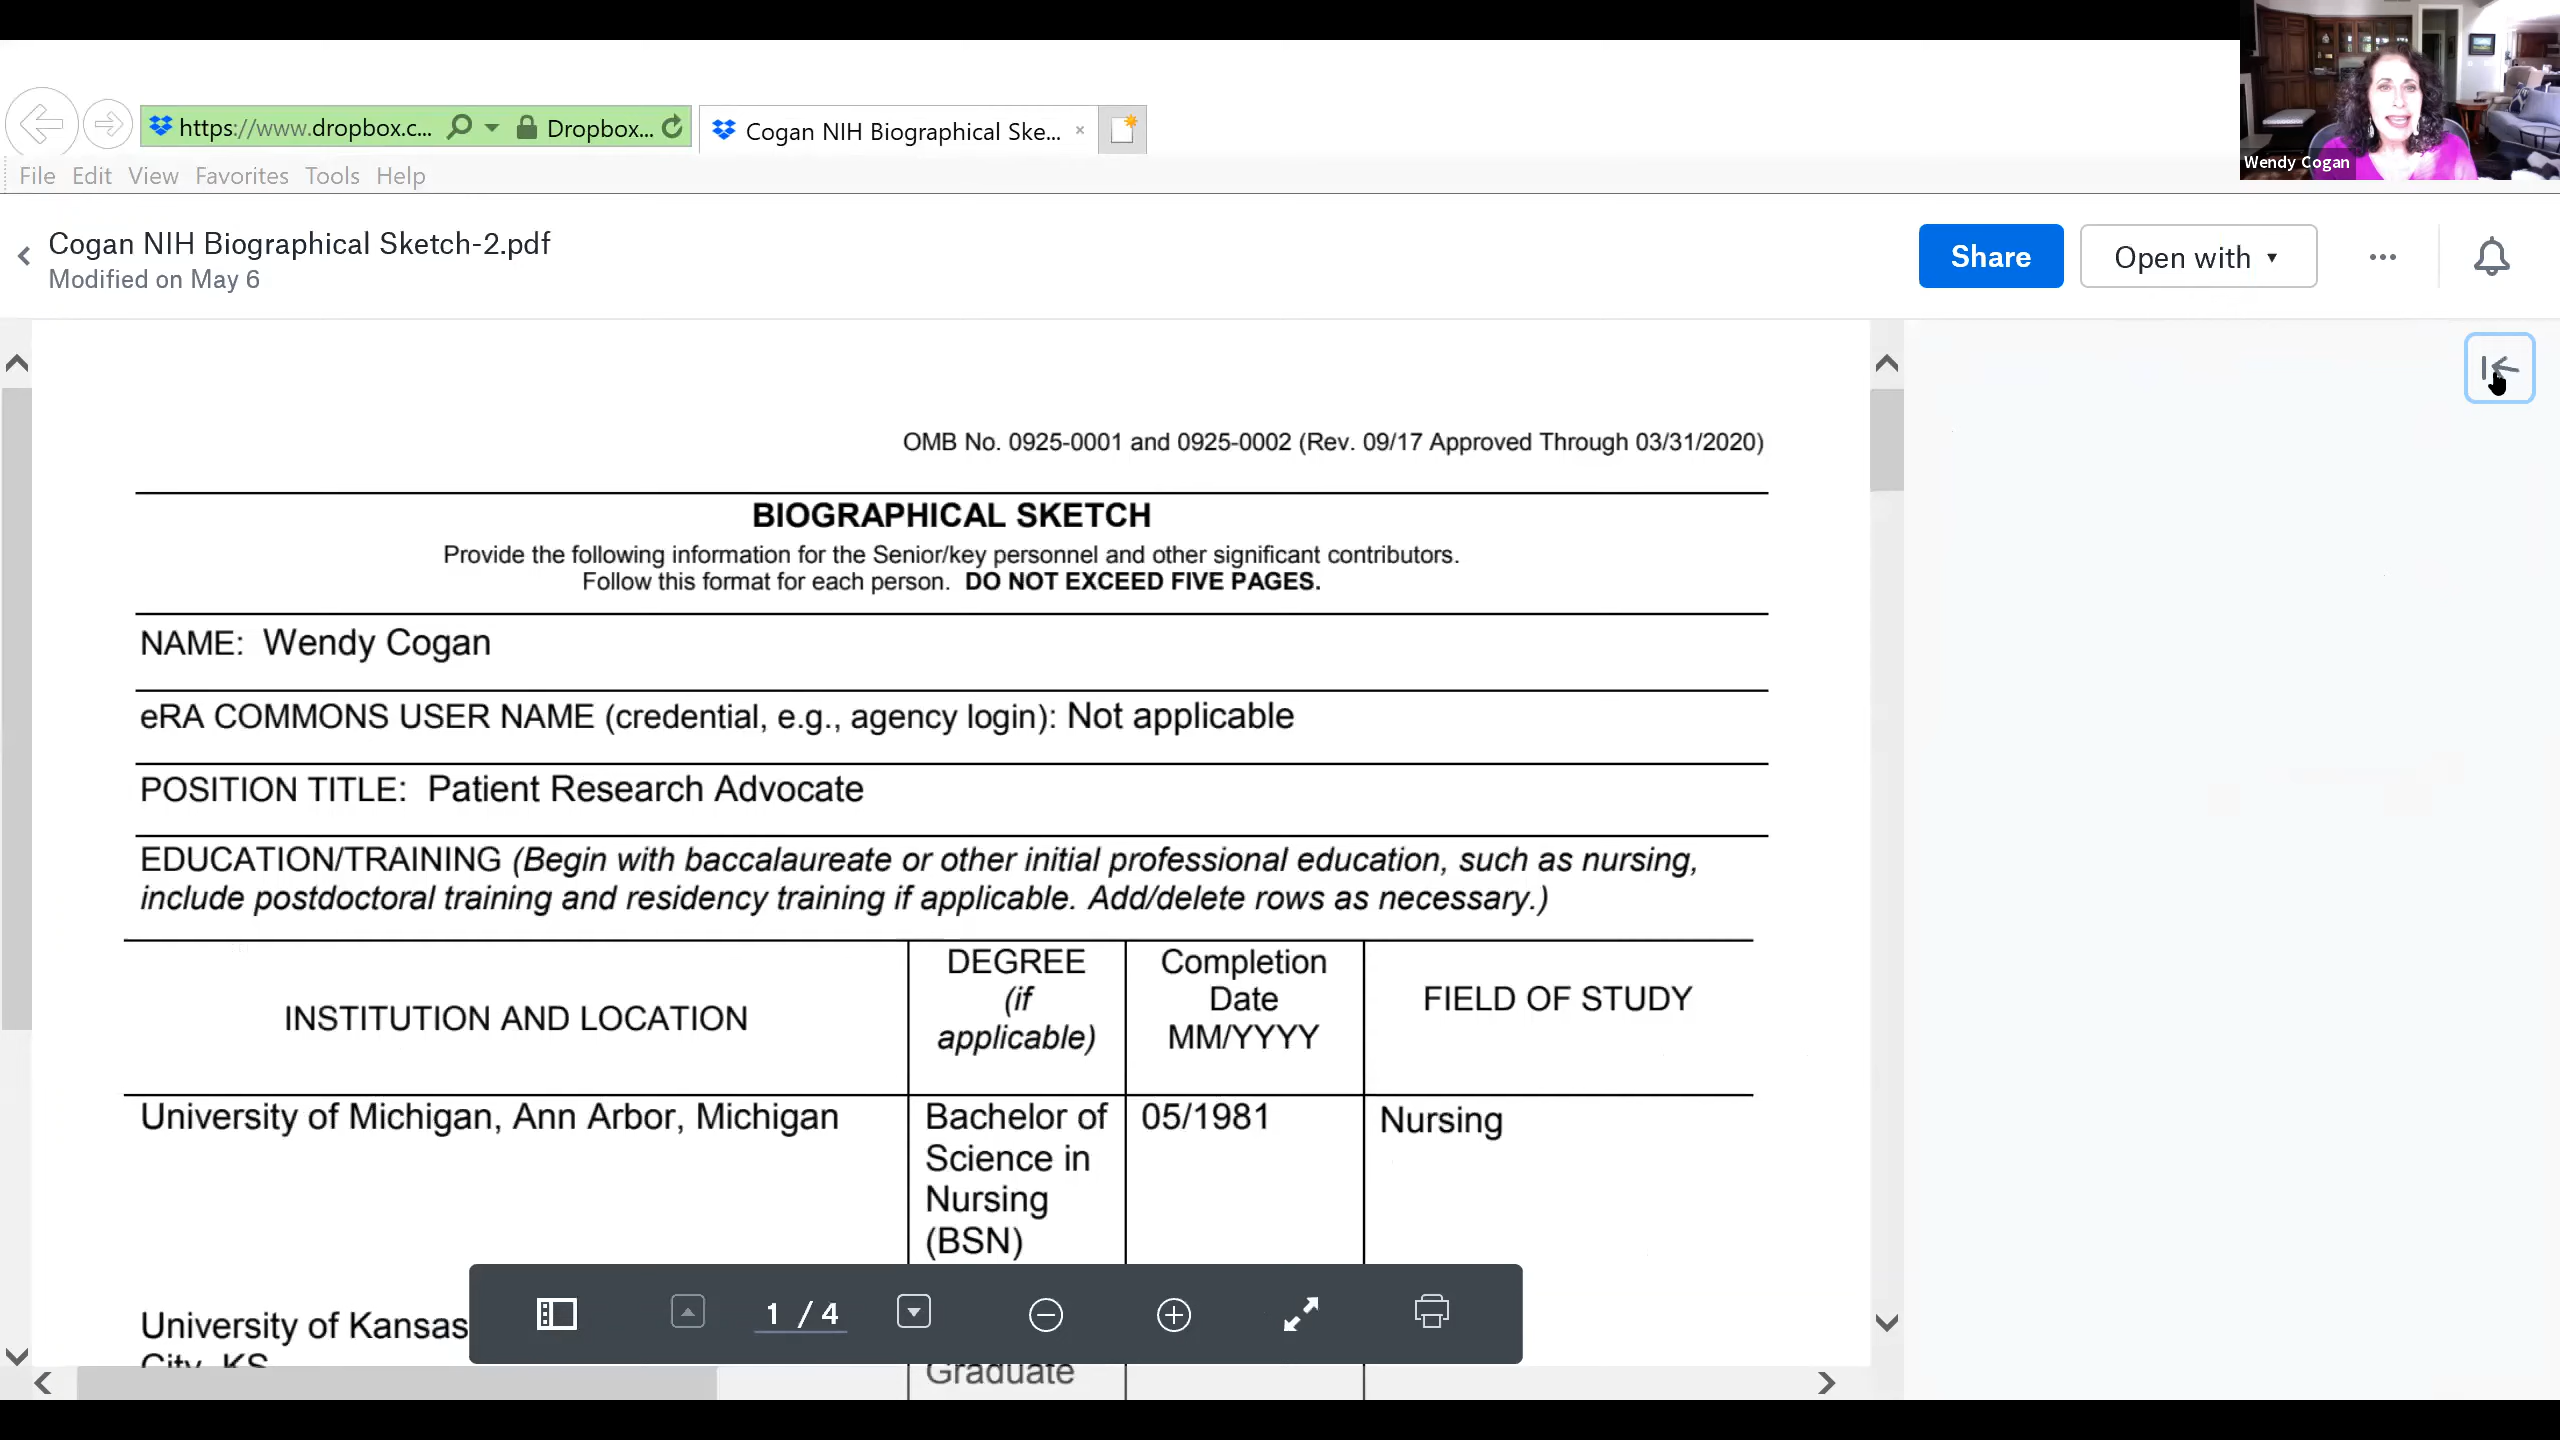 https://www.dropbox.c... Dropbox... Cogan NIH Biographical Ske... ×
Wendy Cogan
File Edit View Favorites Tools Help
Cogan NIH Biographical Sketch-2.pdf
Modified on May 6
Share Open with
OMB No. 0925-0001 and 0925-0002 (Rev. 09/17 Approved Through 03/31/2020)
BIOGRAPHICAL SKETCH
Provide the following information for the Senior/key personnel and other significant contributors.
Follow this format for each person. DO NOT EXCEED FIVE PAGES.
NAME: Wendy Cogan
eRA COMMONS USER NAME (credential, e.g., agency login): Not applicable
POSITION TITLE: Patient Research Advocate
EDUCATION/TRAINING (Begin with baccalaureate or other initial professional education, such as nursing,
include postdoctoral training and residency training if applicable. Add/delete rows as necessary.)
INSTITUTION AND LOCATION
DEGREE
(if
applicable)
Completion
Date
MM/YYYY
FIELD OF STUDY
University of Michigan, Ann Arbor, Michigan
Bachelor of
Science in
Nursing
(BSN)
05/1981
Nursing
University of Kansas
City, KS
Graduate
1 / 4